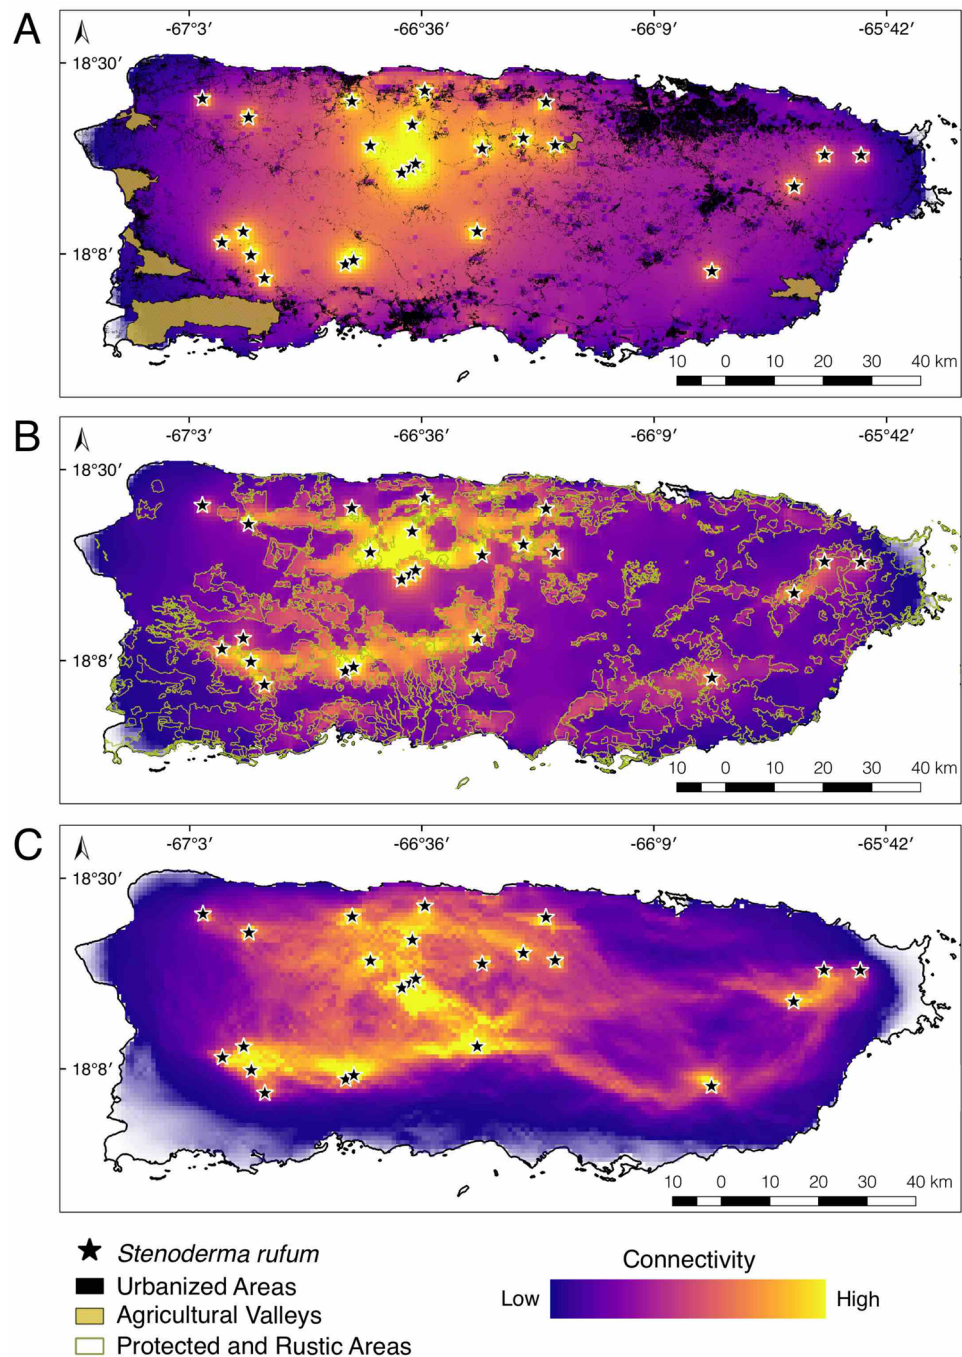 A
-67°3′ -66°36′ -66°9′ -65°42′
18°30′
18°8′
10 0 10 20 30 40 km
B
-67°3′ -66°36′ -66°9′ -65°42′
18°30′
18°8′
10 0 10 20 30 40 km
C
-67°3′ -66°36′ -66°9′ -65°42′
18°30′
18°8′
10 0 10 20 30 40 km
Stenoderma rufum
Urbanized Areas
Agricultural Valleys
Protected and Rustic Areas
Connectivity
Low High